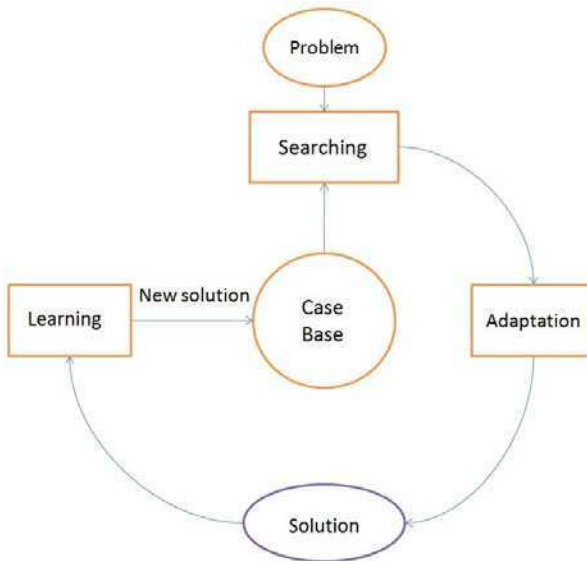 Problem
Searching
New solution
Learning
Case
Base
Adaptation
Solution